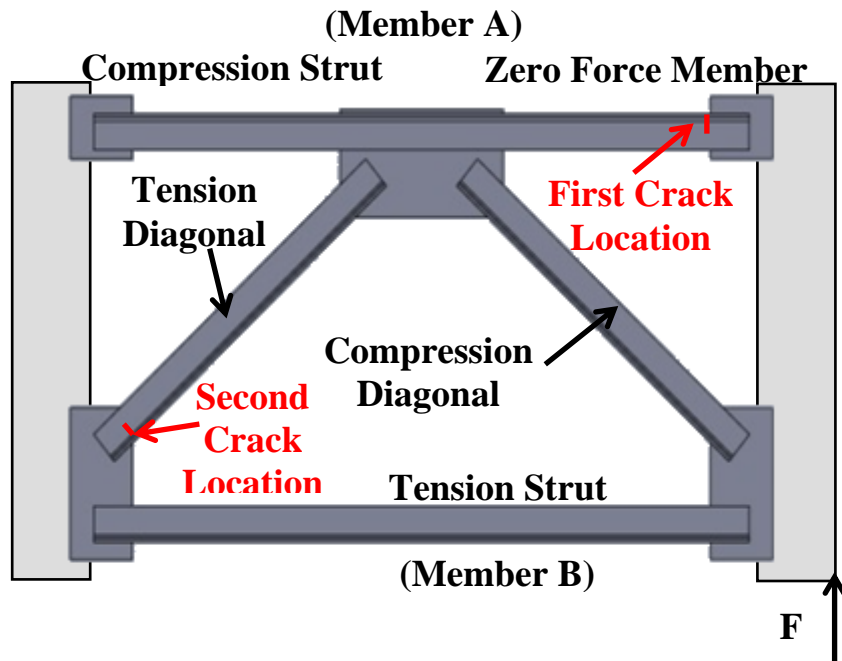 (Member A)
Compression Strut
Zero Force Member
Tension
Diagonal
First Crack
Location
Compression
Diagonal
Second
Crack
Location
Tension Strut
(Member B)
F